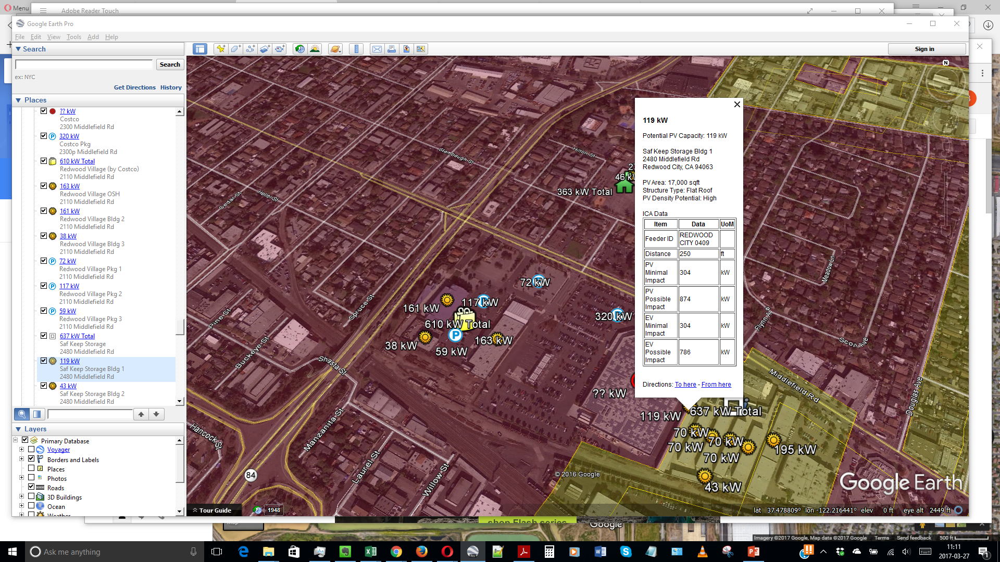 Menu
Adobe Reader Touch
Google Earth Pro
File Edit View Tools Add Help
Search
Search
ex: NYC
Get Directions History
Places
?? kW
Costco
2300 Middlefield Rd
320 kW
Costco Pkg
2300p Middlefield Rd
610 kW Total
Redwood Village (by Costco)
2110 Middlefield Rd
163 kW
Redwood Village OSH
2110 Middlefield Rd
161 kW
Redwood Village Bldg 2
2110 Middlefield Rd
38 kW
Redwood Village Bldg 3
2110 Middlefield Rd
72 kW
Redwood Village Pkg 1
2110 Middlefield Rd
117 kW
Redwood Village Pkg 2
2110 Middlefield Rd
59 kW
Redwood Village Pkg 3
2110 Middlefield Rd
637 kW Total
Saf Keep Storage
2480 Middlefield Rd
119 kW
Saf Keep Storage Bldg 1
2480 Middlefield Rd
43 kW
Saf Keep Storage Bldg 2
2480 Middlefield Rd
Layers
Primary Database
Voyager
Borders and Labels
Places
Photos
Roads
3D Buildings
Ocean
Weather
Sign in
N
Stambaugh St
Hilton St
Cedar St
Heller St
46 kW
363 kW Total
72 kW
161 kW
117 kW
610 kW Total
320 kW
38 kW
163 kW
59 kW
Pine St
Spruce St
Buckeye St
Shasta St
Manzanita St
Hancock St
Laurel St
Willow St
84
?? kW
119 kW
637 kW Total
70 kW
70 kW
70 kW
70 kW
195 kW
43 kW
Meadow Ln
Flynn Ave
Scott Ave
Middlefield Rd
Douglas Ave
119 kW
Potential PV Capacity: 119 kW
Saf Keep Storage Bldg 1
2480 Middlefield Rd
Redwood City, CA 94063
PV Area: 17,000 sqft
Structure Type: Flat Roof
PV Density Potential: High
ICA Data
Item Data UoM
Feeder ID REDWOOD CITY 0409
Distance 250 ft
PV Minimal Impact 304 kW
PV Possible Impact 874 kW
EV Minimal Impact 304 kW
EV Possible Impact 786 kW
Directions: To here - From here
© 2016 Google
Google Earth
Tour Guide 1948
lat 37.478809° lon -122.216441° elev 0 ft eye alt 2449 ft
shop Flash series
Google
Imagery ©2017 Google, Map data ©2017 Google Terms Send feedback 500 ft
Ask me anything
11:11
2017-03-27